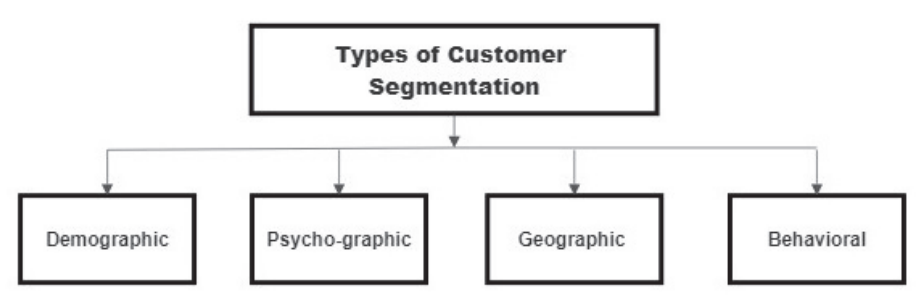 Types of Customer
Segmentation
Demographic
Psycho-graphic
Geographic
Behavioral